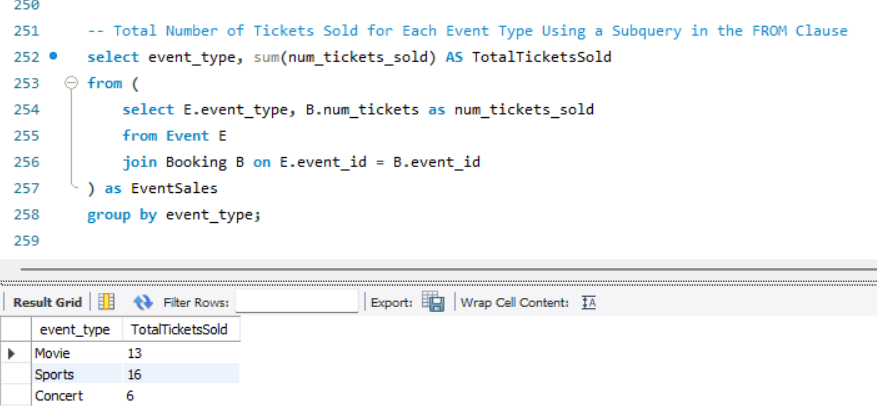 250
251 -- Total Number of Tickets Sold for Each Event Type Using a Subquery in the FROM Clause
252 select event_type, sum(num_tickets_sold) AS TotalTicketsSold
253 from (
254 select E.event_type, B.num_tickets as num_tickets_sold
255 from Event E
256 join Booking B on E.event_id = B.event_id
257 ) as EventSales
258 group by event_type;
259
Result Grid Filter Rows: Export: Wrap Cell Content: IA
event_type TotalTicketsSold
Movie 13
Sports 16
Concert 6